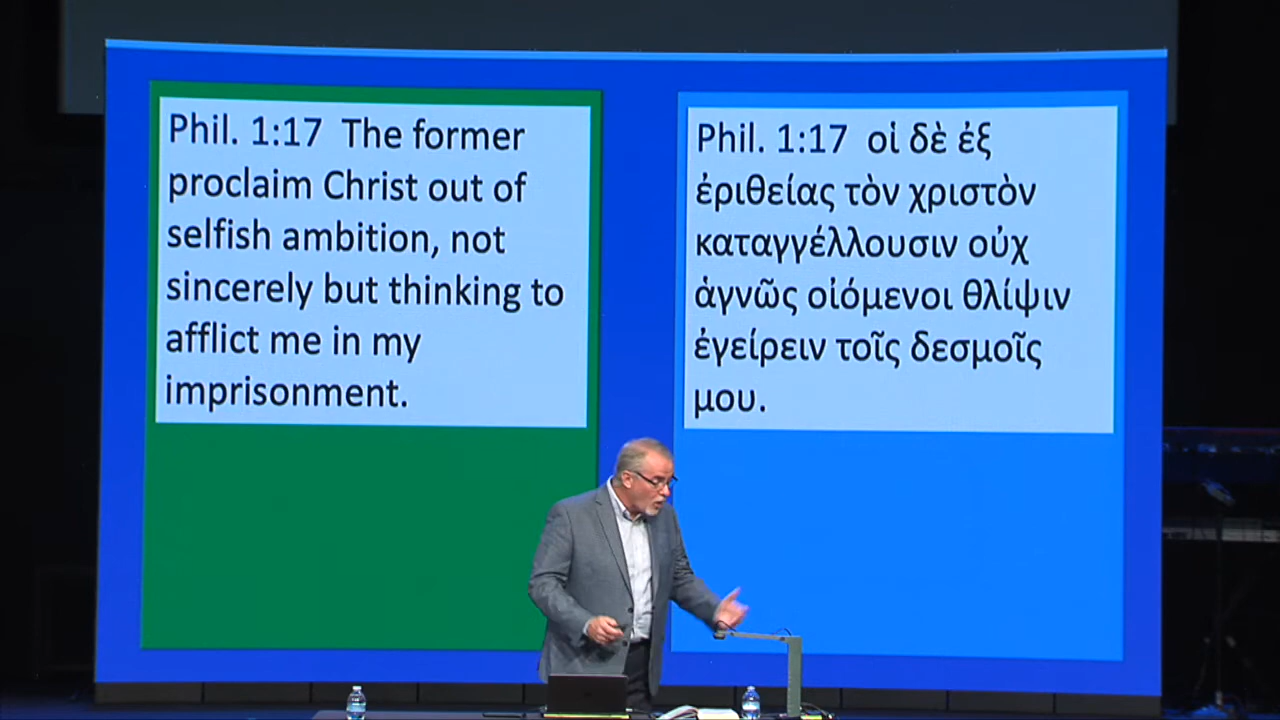 Phil. 1:17 The former
proclaim Christ out of
selfish ambition, not
sincerely but thinking to
afflict me in my
imprisonment.
Phil. 1:17 οἱ δὲ ἐξ
ἐριθείας τὸν χριστὸν
καταγγέλλουσιν οὐχ
ἁγνῶς οἰόμενοι θλίψιν
ἐγείρειν τοῖς δεσμοῖς
μου.